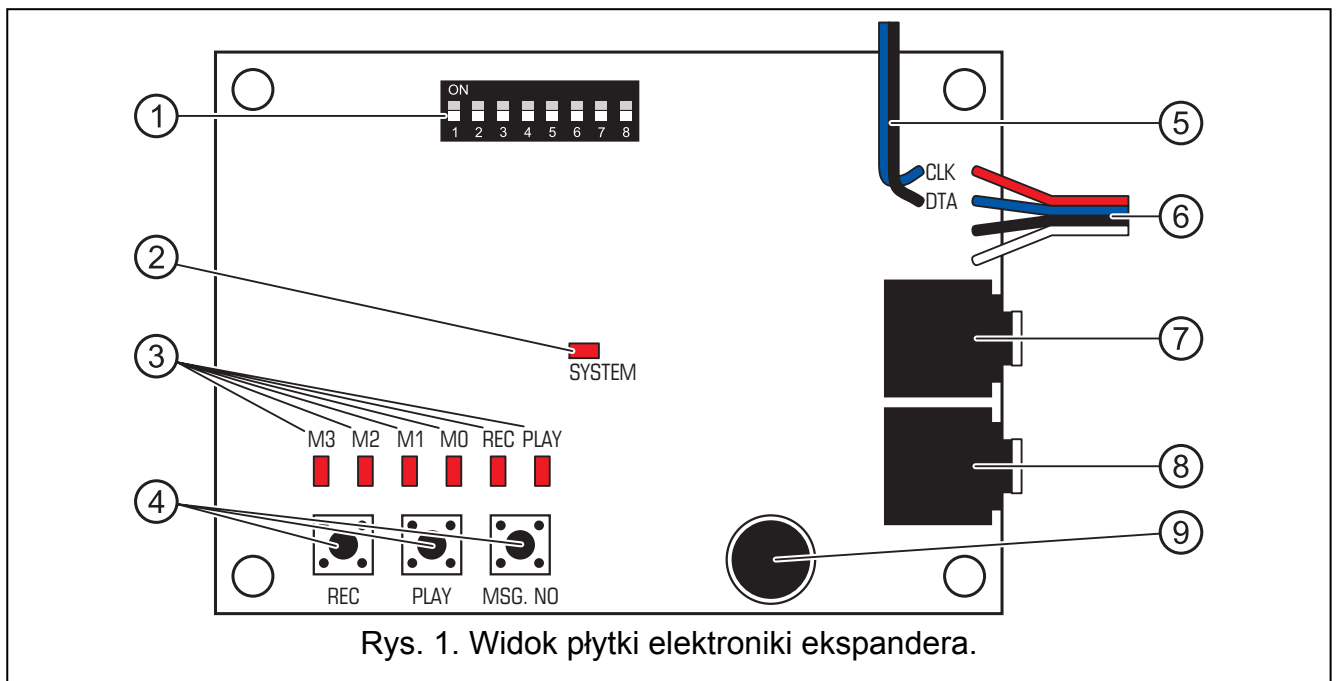 ON
1 2 3 4 5 6 7 8
1
5
CLK
DTA
6
2
SYSTEM
7
3
M3 M2 M1 M0 REC PLAY
8
4
9
REC PLAY MSG. NO
Rys. 1. Widok płytki elektroniki ekspandera.